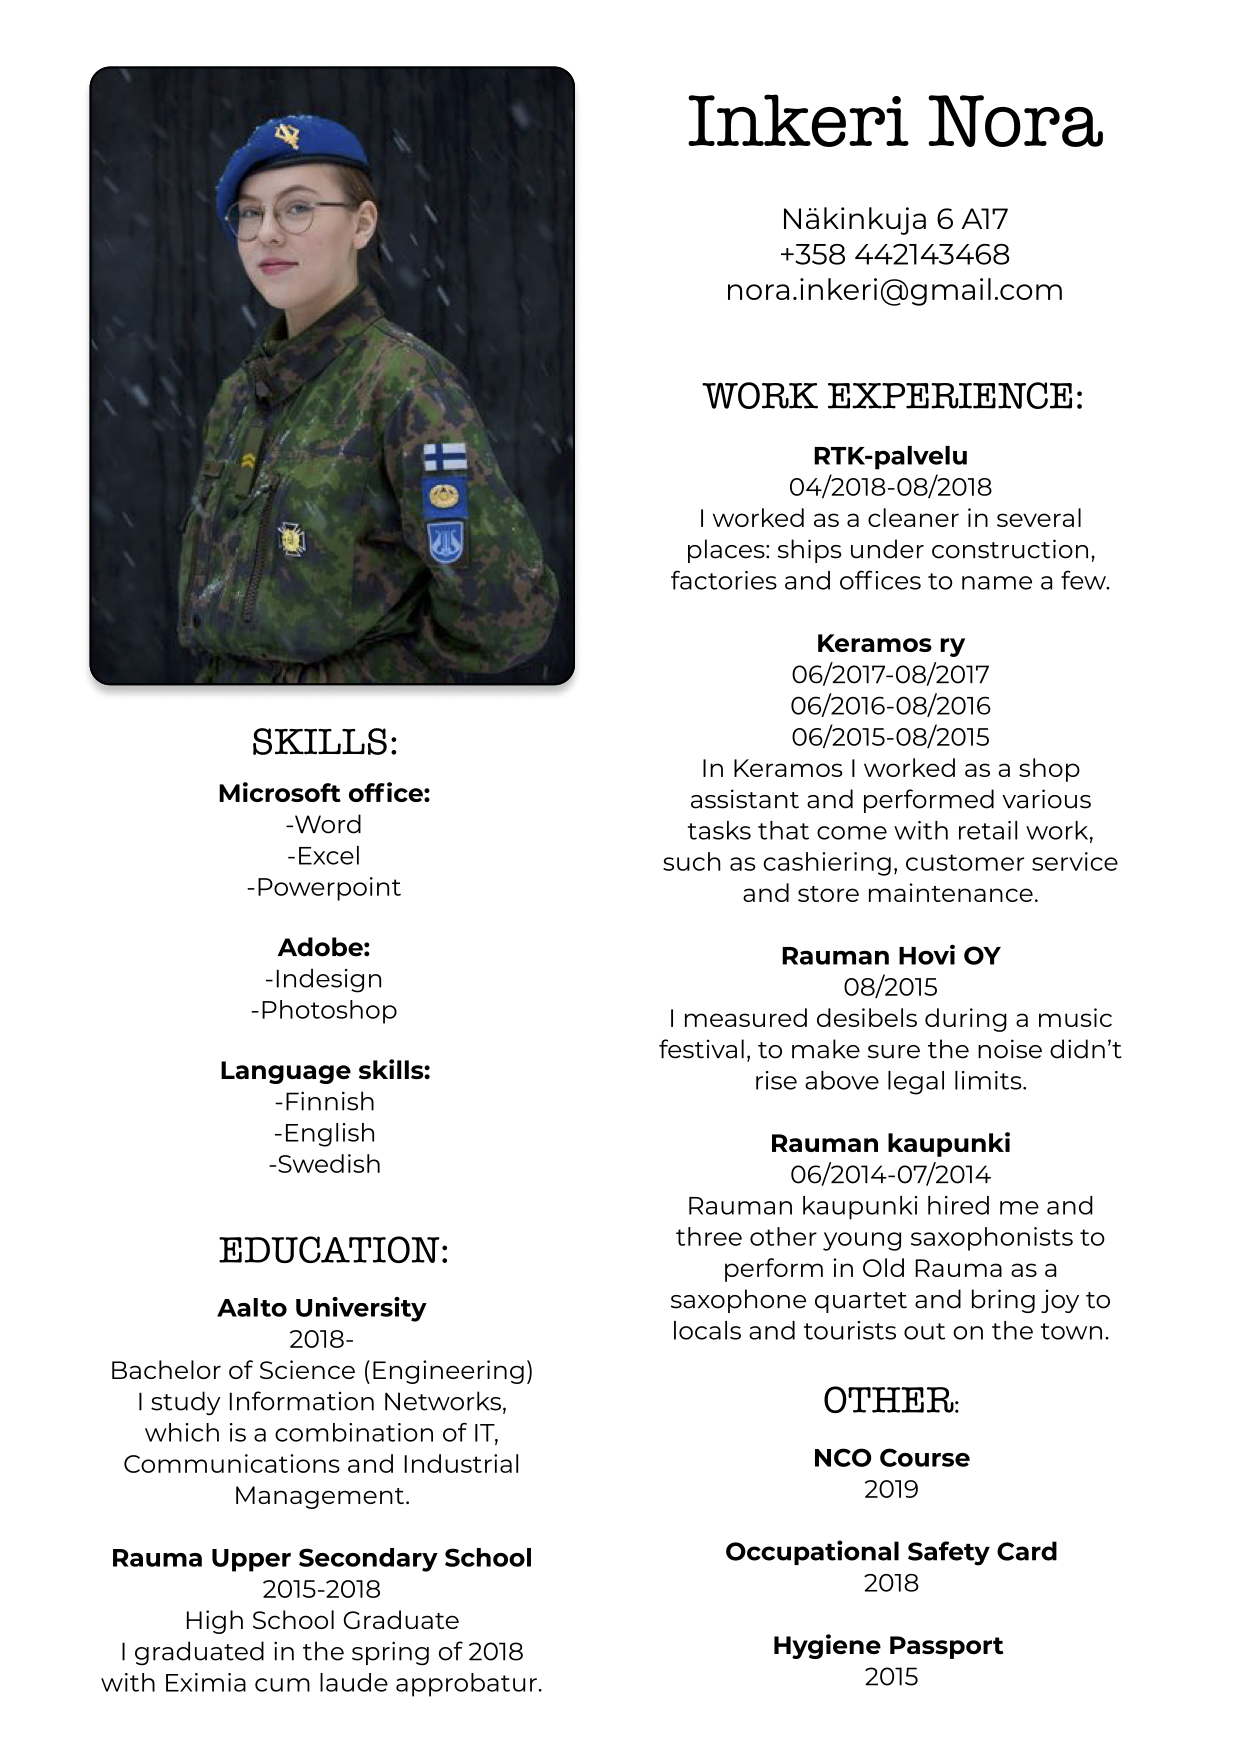 Inkeri Nora
Näkinkuja 6 A17
+358 442143468
nora.inkeri@gmail.com
SKILLS:
Microsoft office:
-Word
-Excel
-Powerpoint
Adobe:
-Indesign
-Photoshop
Language skills:
-Finnish
-English
-Swedish
EDUCATION:
Aalto University
2018-
Bachelor of Science (Engineering)
I study Information Networks,
which is a combination of IT,
Communications and Industrial
Management.
Rauma Upper Secondary School
2015-2018
High School Graduate
I graduated in the spring of 2018
with Eximia cum laude approbatur.
WORK EXPERIENCE:
RTK-palvelu
04/2018-08/2018
I worked as a cleaner in several
places: ships under construction,
factories and offices to name a few.
Keramos ry
06/2017-08/2017
06/2016-08/2016
06/2015-08/2015
In Keramos I worked as a shop
assistant and performed various
tasks that come with retail work,
such as cashiering, customer service
and store maintenance.
Rauman Hovi OY
08/2015
I measured desibels during a music
festival, to make sure the noise didn't
rise above legal limits.
Rauman kaupunki
06/2014-07/2014
Rauman kaupunki hired me and
three other young saxophonists to
perform in Old Rauma as a
saxophone quartet and bring joy to
locals and tourists out on the town.
OTHER:
NCO Course
2019
Occupational Safety Card
2018
Hygiene Passport
2015